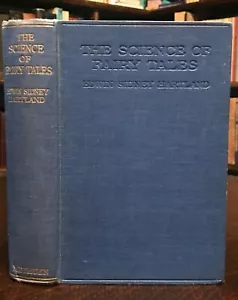 THE
SCIENCE OF
FAIRY TALES
EDWIN SIDNEY
HARTLAND
METHUEN
THE SCIENCE OF
FAIRY TALES
EDWIN SIDNEY HARTLAND